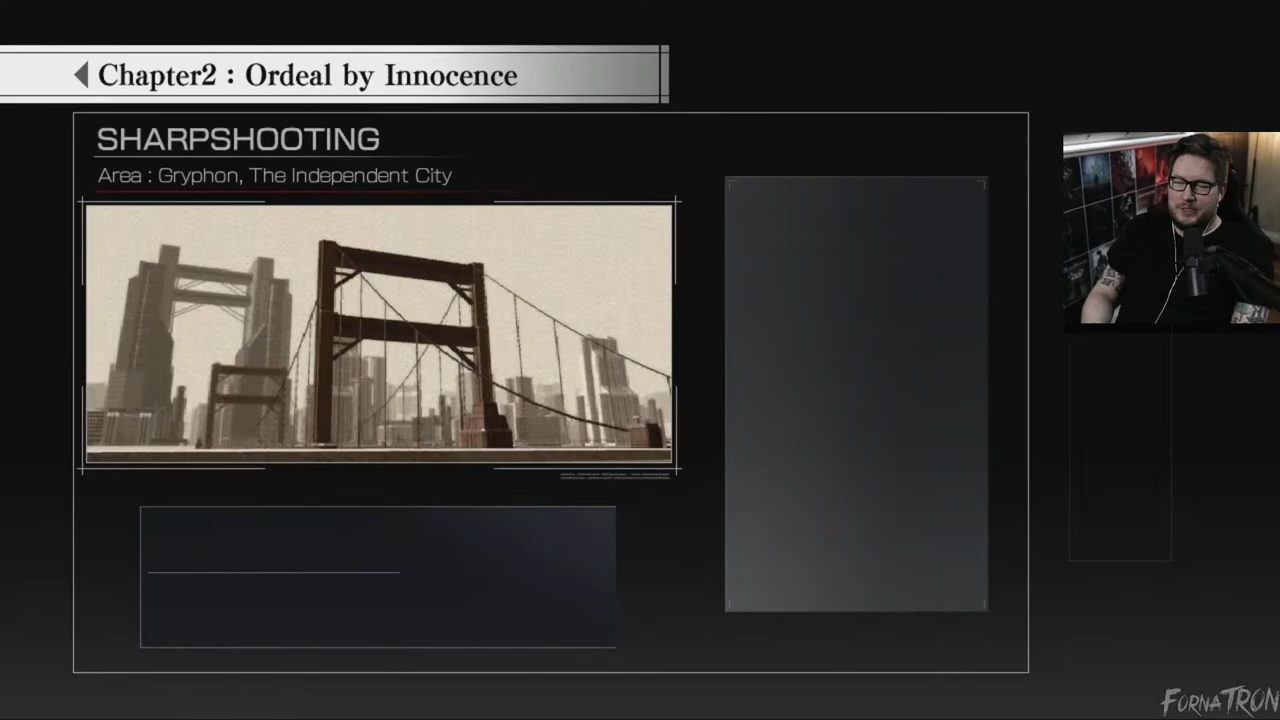 Chapter2 : Ordeal by Innocence
SHARPSHOOTING
Area : Gryphon, The Independent City
FORNATRON